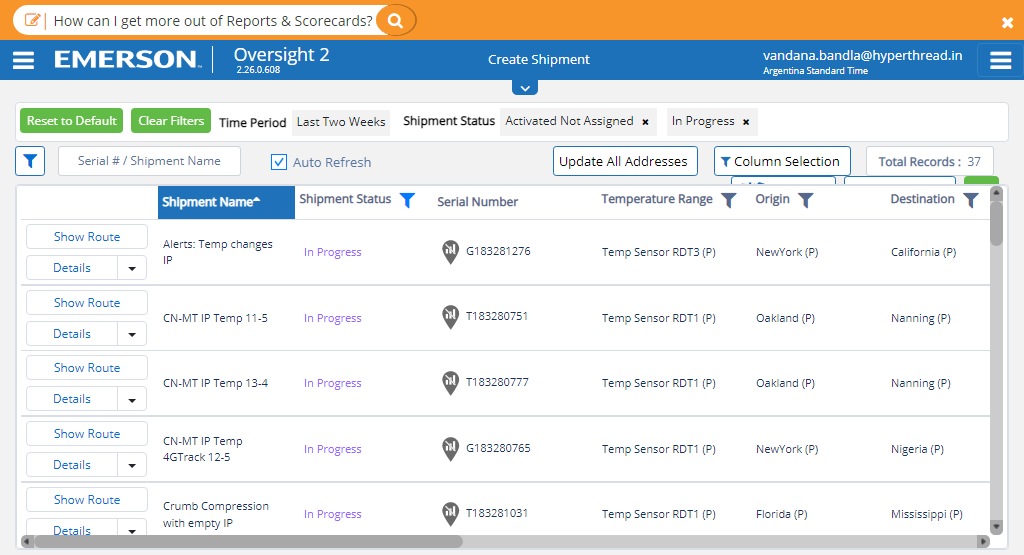 How can I get more out of Reports & Scorecards?
EMERSON
Oversight 2
2.26.0.608
Create Shipment
vandana.bandla@hyperthread.in
Argentina Standard Time
Reset to Default
Clear Filters
Time Period
Last Two Weeks
Shipment Status
Activated Not Assigned ×
In Progress ×
Serial # / Shipment Name
Auto Refresh
Update All Addresses
Column Selection
Total Records : 37
Shipment Name
Shipment Status
Serial Number
Temperature Range
Origin
Destination
Show Route
Details
Alerts: Temp changes
IP
In Progress
G183281276
Temp Sensor RDT3 (P)
NewYork (P)
California (P)
Show Route
Details
CN-MT IP Temp 11-5
In Progress
T183280751
Temp Sensor RDT1 (P)
Oakland (P)
Nanning (P)
Show Route
Details
CN-MT IP Temp 13-4
In Progress
T183280777
Temp Sensor RDT1 (P)
Oakland (P)
Nanning (P)
Show Route
Details
CN-MT IP Temp
4GTrack 12-5
In Progress
G183280765
Temp Sensor RDT1 (P)
NewYork (P)
Nigeria (P)
Show Route
Details
Crumb Compression
with empty IP
In Progress
T183281031
Temp Sensor RDT1 (P)
Florida (P)
Mississippi (P)